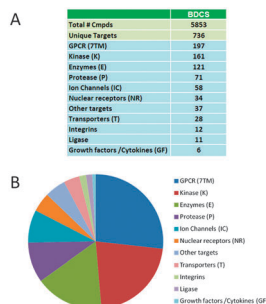 A
BDCS
Total # Cmpds 5853
Unique Targets 736
GPCR (7TM) 197
Kinase (K) 161
Enzymes (E) 121
Protease (P) 71
Ion Channels (IC) 58
Nuclear receptors (NR) 34
Other targets 37
Transporters (T) 28
Integrins 12
Ligase 11
Growth factors /Cytokines (GF) 6
B
GPCR (7TM)
Kinase (K)
Enzymes (E)
Protease (P)
Ion Channels (IC)
Nuclear receptors (NR)
Other targets
Transporters (T)
Integrins
Ligase
Growth factors /Cytokines (GF)